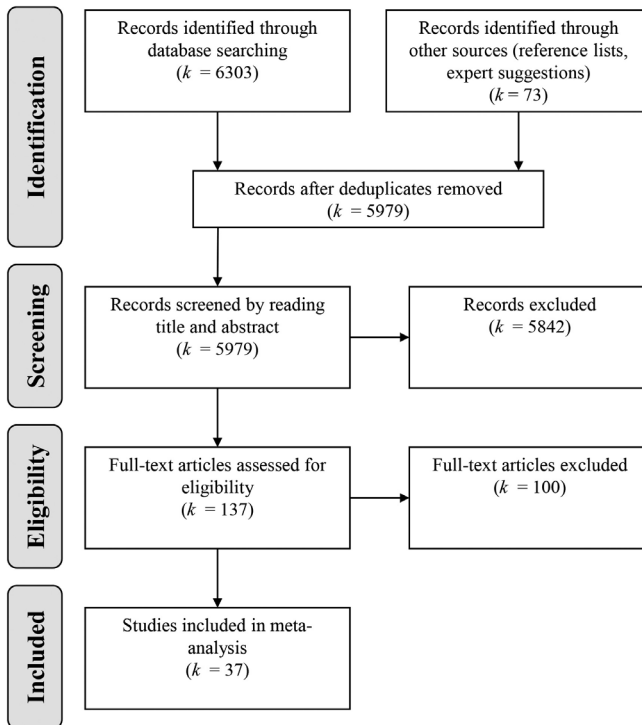 Identification
Records identified through
database searching
(k = 6303)
Records identified through
other sources (reference lists,
expert suggestions)
(k = 73)
Records after deduplicates removed
(k = 5979)
Screening
Records screened by reading
title and abstract
(k = 5979)
Records excluded
(k = 5842)
Eligibility
Full-text articles assessed for
eligibility
(k = 137)
Full-text articles excluded
(k = 100)
Included
Studies included in meta-
analysis
(k = 37)